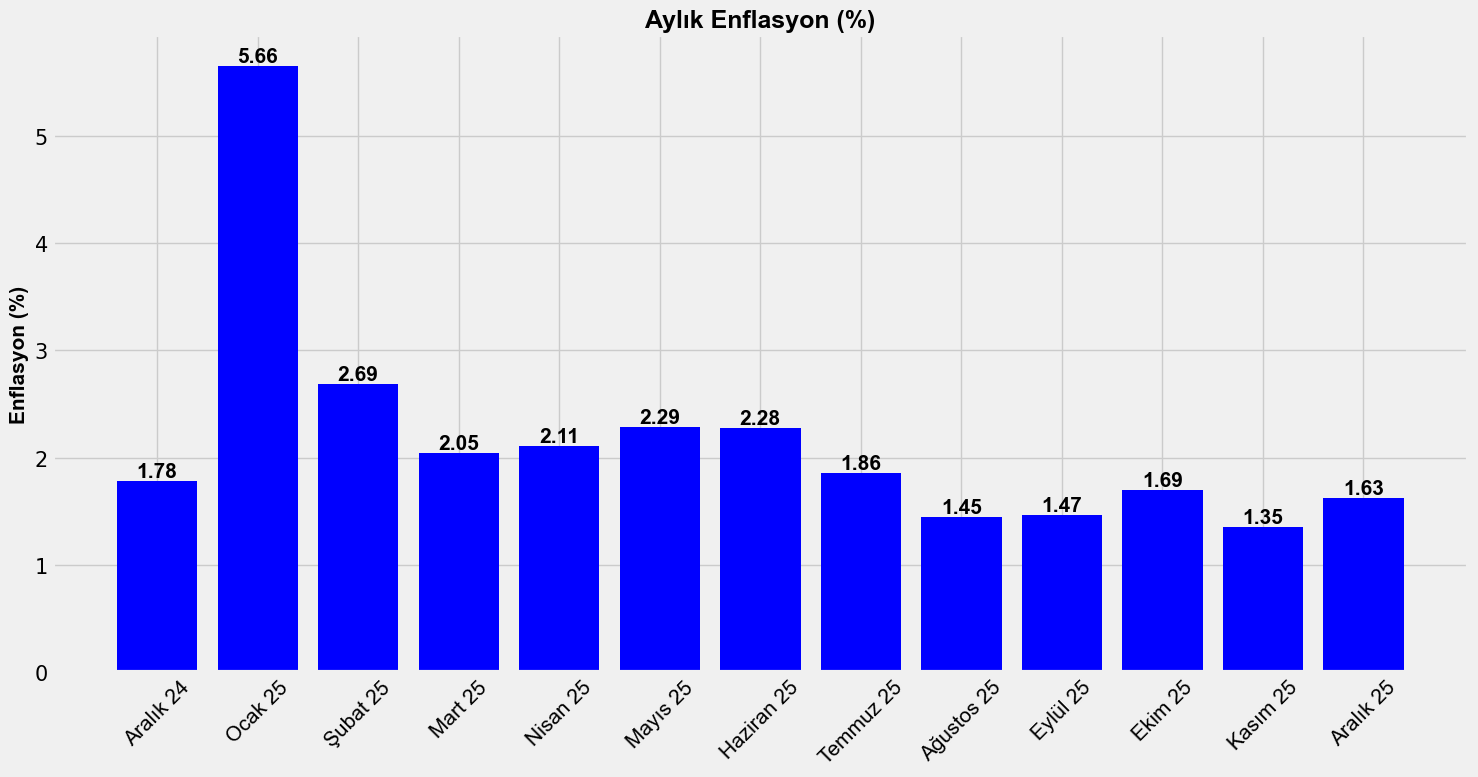 Aylık Enflasyon (%)
Enflasyon (%)
5
4
3
2
1
0
1.78
5.66
2.69
2.05
2.11
2.29
2.28
1.86
1.45
1.47
1.69
1.35
1.63
Aralık 24
Ocak 25
Şubat 25
Mart 25
Nisan 25
Mayıs 25
Haziran 25
Temmuz 25
Ağustos 25
Eylül 25
Ekim 25
Kasım 25
Aralık 25